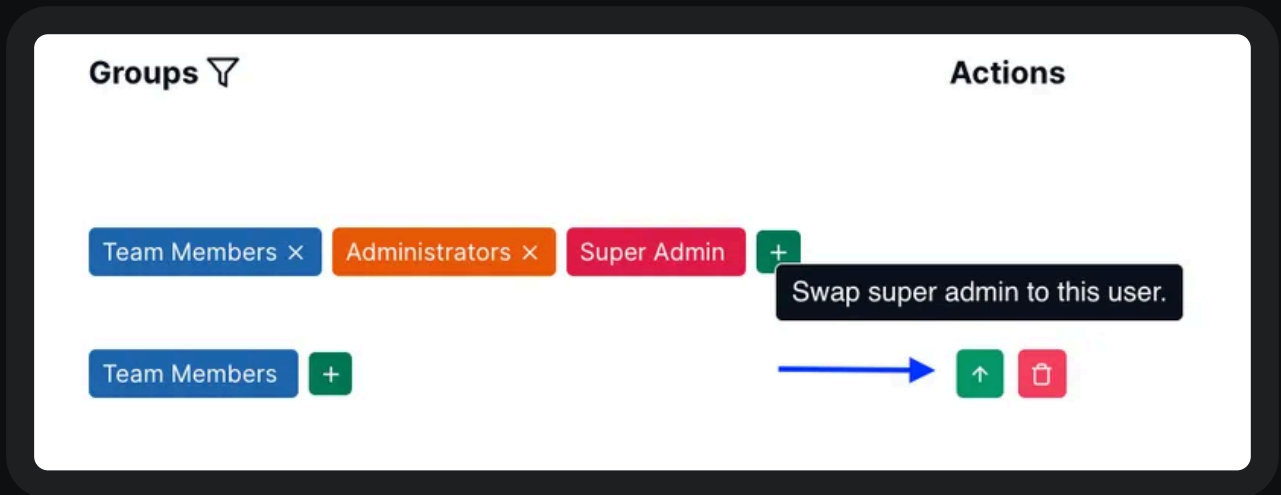 Groups Actions
Team Members × Administrators × Super Admin +
Swap super admin to this user.
Team Members +